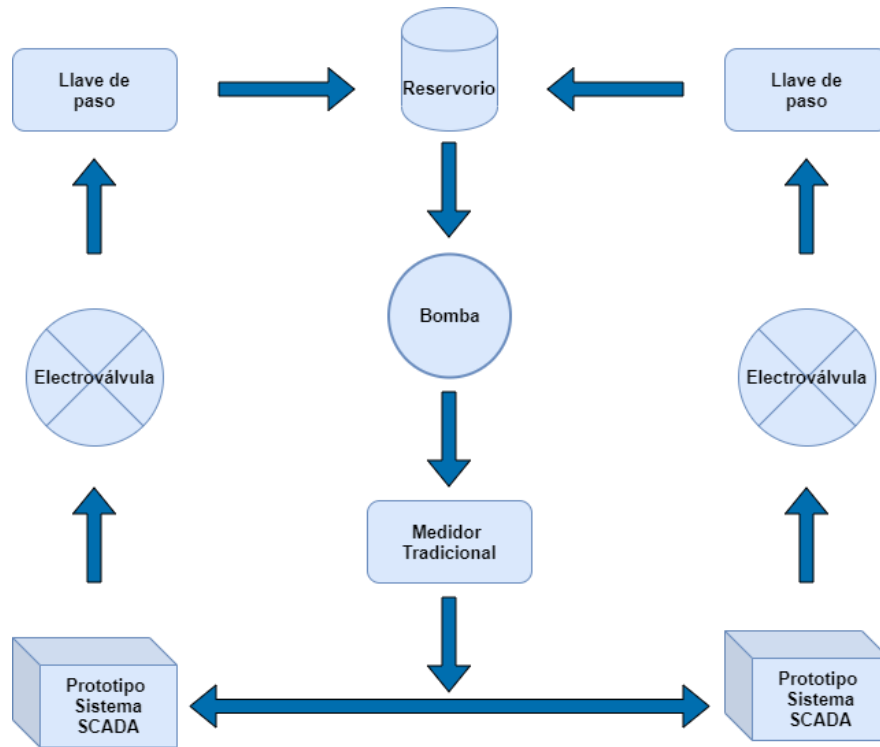 Llave de
paso
Reservorio
Llave de
paso
Bomba
Electroválvula
Electroválvula
Medidor
Tradicional
Prototipo
Sistema
SCADA
Prototipo
Sistema
SCADA